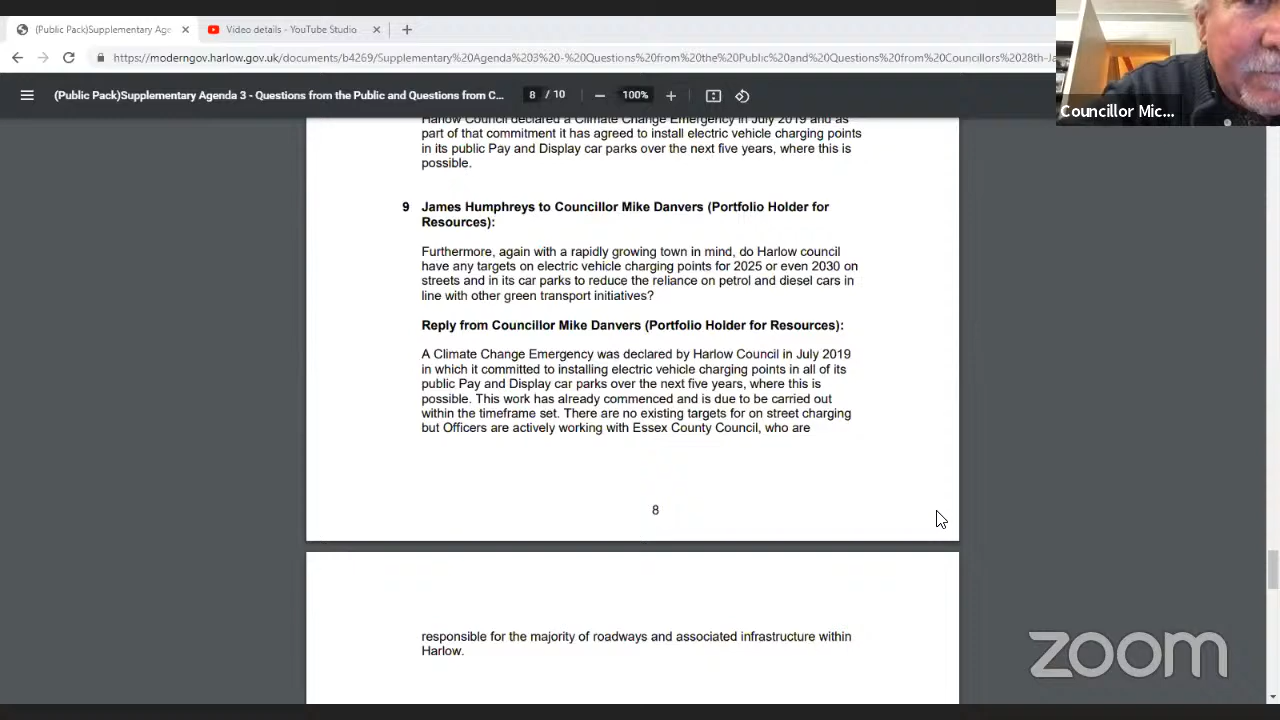 (Public Pack)Supplementary Age
Video details - YouTube Studio
https://moderngov.harlow.gov.uk/documents/b4269/Supplementary%20Agenda%203%20-%20Questions%20from%20the%20Public%20and%20Questions%20from%20Councillors%2028th-Ja
(Public Pack)Supplementary Agenda 3 - Questions from the Public and Questions from C...
8 / 10
100%
Councillor Mic...
Harlow Council declared a Climate Change Emergency in July 2019 and as
part of that commitment it has agreed to install electric vehicle charging points
in its public Pay and Display car parks over the next five years, where this is
possible.
9 James Humphreys to Councillor Mike Danvers (Portfolio Holder for
Resources):
Furthermore, again with a rapidly growing town in mind, do Harlow council
have any targets on electric vehicle charging points for 2025 or even 2030 on
streets and in its car parks to reduce the reliance on petrol and diesel cars in
line with other green transport initiatives?
Reply from Councillor Mike Danvers (Portfolio Holder for Resources):
A Climate Change Emergency was declared by Harlow Council in July 2019
in which it committed to installing electric vehicle charging points in all of its
public Pay and Display car parks over the next five years, where this is
possible. This work has already commenced and is due to be carried out
within the timeframe set. There are no existing targets for on street charging
but Officers are actively working with Essex County Council, who are
8
responsible for the majority of roadways and associated infrastructure within
Harlow.
zoom